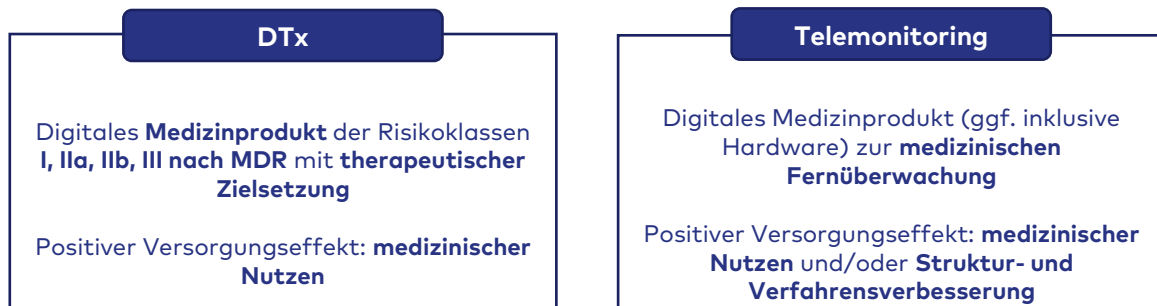 DTx
Digitales Medizinprodukt der Risikoklassen
I, IIa, IIb, III nach MDR mit therapeutischer
Zielsetzung
Positiver Versorgungseffekt: medizinischer
Nutzen
Telemonitoring
Digitales Medizinprodukt (ggf. inklusive
Hardware) zur medizinischen
Fernüberwachung
Positiver Versorgungseffekt: medizinischer
Nutzen und/oder Struktur- und
Verfahrensverbesserung